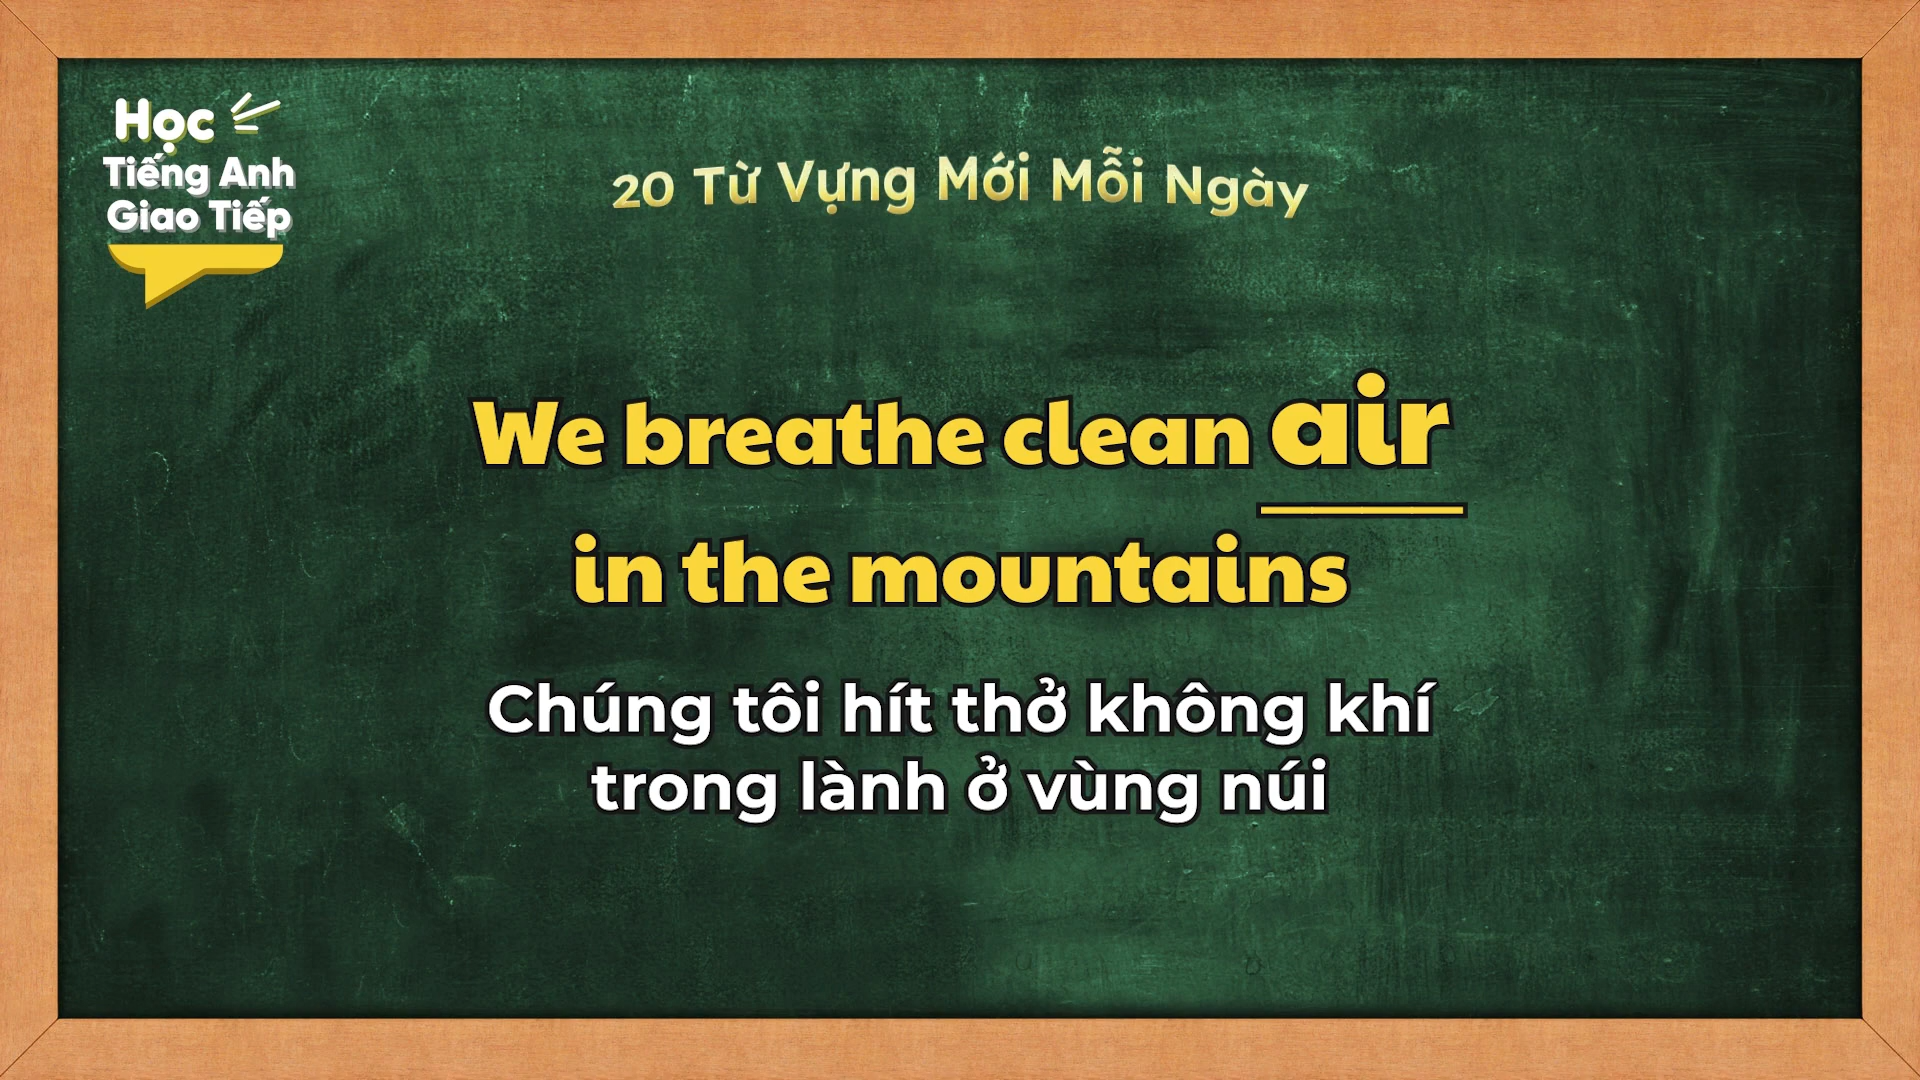 Học
Tiếng Anh
Giao Tiếp
20 Từ Vựng Mới Mỗi Ngày
We breathe clean air
in the mountains
Chúng tôi hít thở không khí
trong lành ở vùng núi